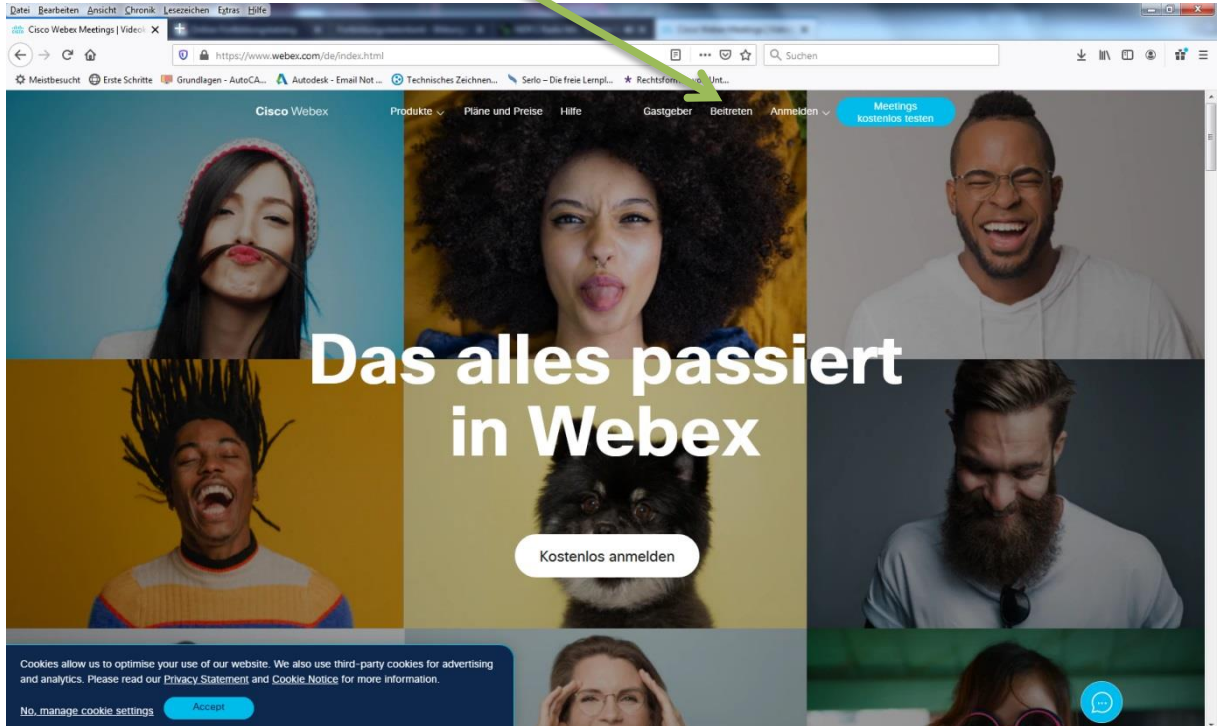 Datei Bearbeiten Ansicht Chronik Lesezeichen Extras Hilfe
Cisco Webex Meetings | Video
https://www.webex.com/de/index.html
Suchen
Meistbesucht Erste Schritte Grundlagen - AutoCA... Autodesk - Email Not ... Technisches Zeichnen... Serlo – Die freie Lernpl... Unt...
Cisco Webex Produkte Pläne und Preise Hilfe Gastgeber Beitreten Anmelden Meetings
kostenlos testen
Das alles passiert
in Webex
Kostenlos anmelden
Cookies allow us to optimise your use of our website. We also use third-party cookies for advertising
and analytics. Please read our Privacy Statement and Cookie Notice for more information.
No, manage cookie settings Accept